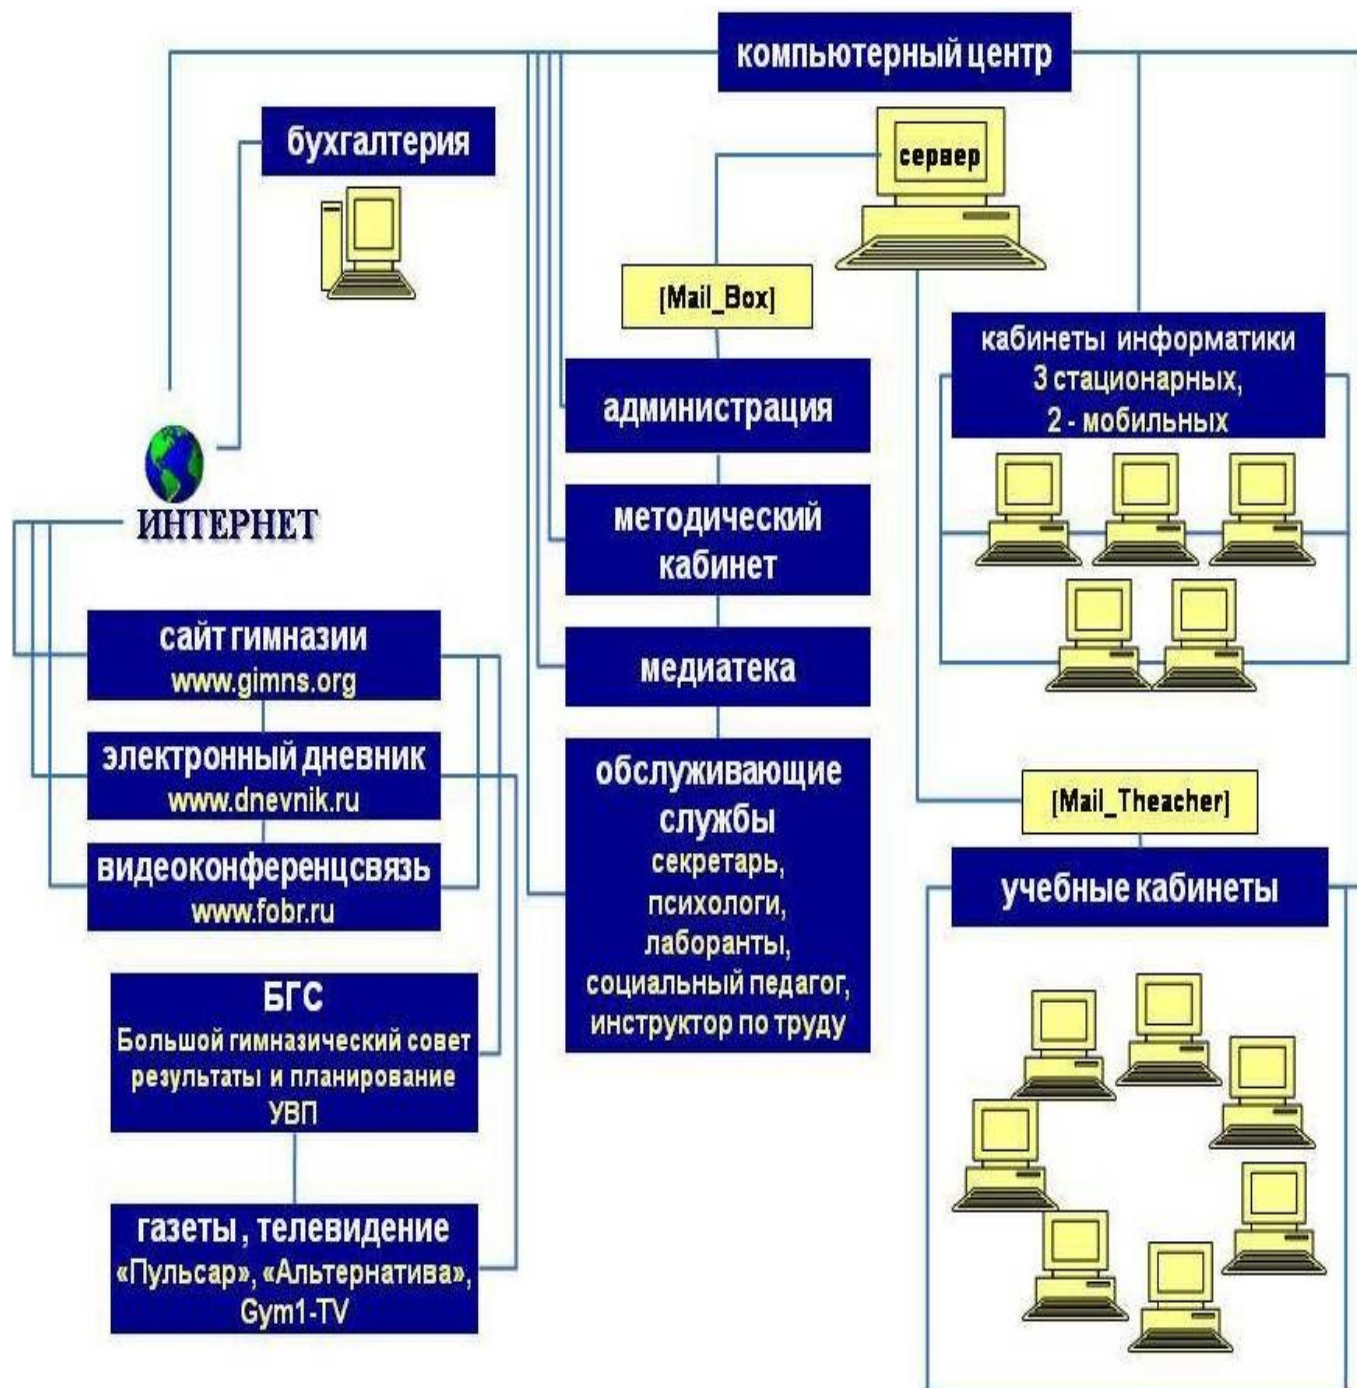 компьютерный центр
бухгалтерия
сервер
[Mail_Box]
кабинеты информатики
3 стационарных,
2 - мобильных
администрация
методический
кабинет
ИНТЕРНЕТ
сайт гимназии
www.gimns.org
медиатека
электронный дневник
www.dnevnik.ru
видеоконференцсвязь
www.fobr.ru
обслуживающие
службы
секретарь,
психологи,
лаборанты,
социальный педагог,
инструктор по труду
[Mail_Theacher]
учебные кабинеты
БГС
Большой гимназический совет
результаты и планирование
УВП
газеты , телевидение
«Пульсар», «Альтернатива»,
Gym1-TV